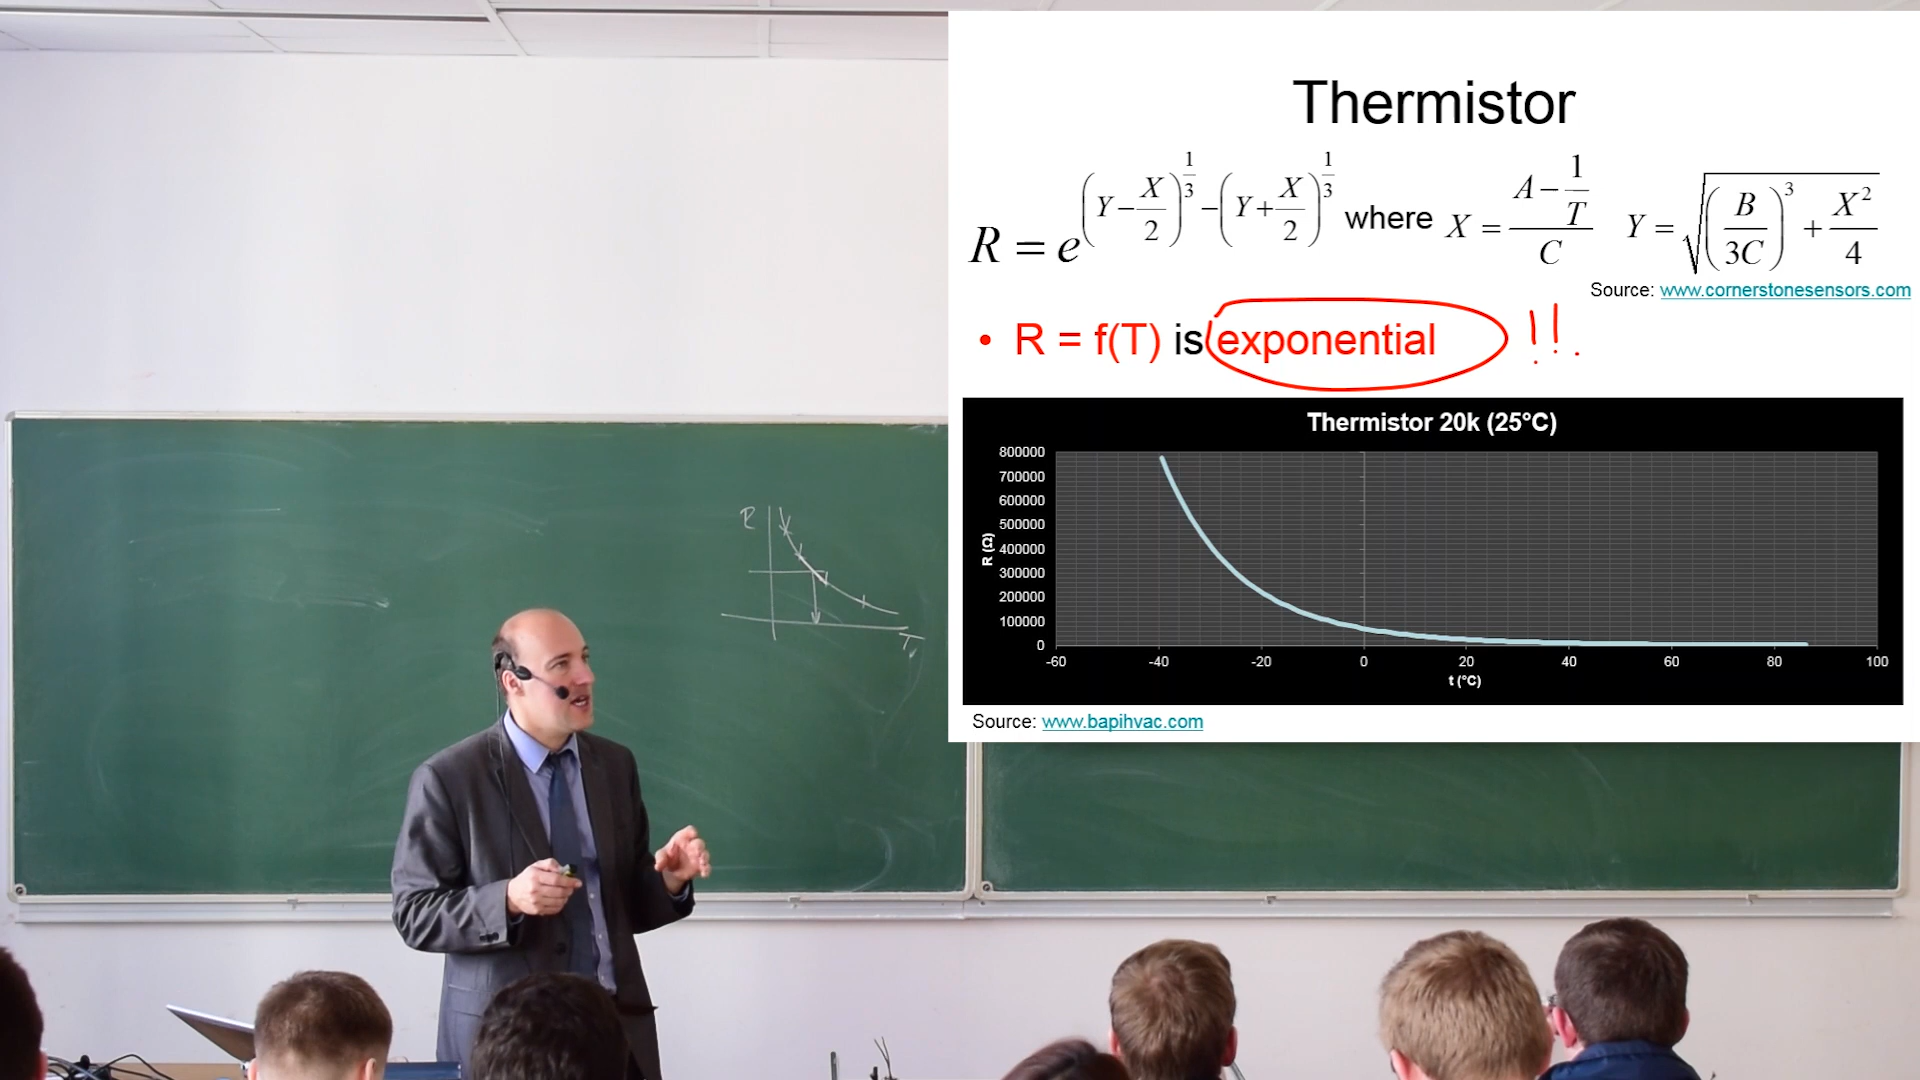 Thermistor
R = e^{(Y - X/2)^{1/3} - (Y + X/2)^{1/3}} where X = (A - 1/T)/C Y = √((B/3C)^3 + X^2/4)
Source: www.cornerstonesensors.com
• R = f(T) is exponential !!.
Thermistor 20k (25°C)
800000
700000
600000
500000
400000
300000
200000
100000
0
R (Ω)
-60 -40 -20 0 20 40 60 80 100
t (°C)
Source: www.bapihvac.com
R
T